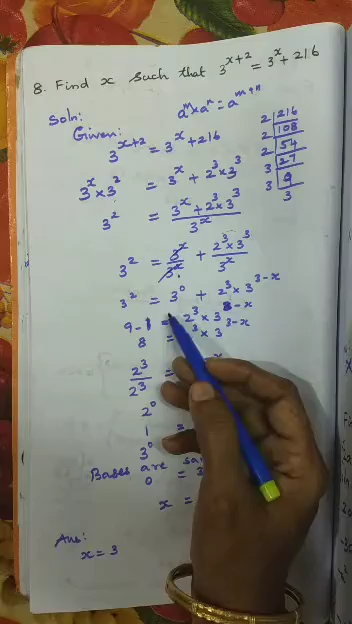 8. Find x such that 3^(x+2) = 3^x + 216
Soln:
a^m × a^n = a^(m+n)
Given:
3^(x+2) = 3^x + 216
3^x × 3^2 = 3^x + 2^3 × 3^3
3^2 = (3^x + 2^3 × 3^3) / 3^x
3^2 = 3^x / 3^x + (2^3 × 3^3) / 3^x
3^2 = 3^0 + 2^3 × 3^(3-x)
9 - 1 = 2^3 × 3^(3-x)
8 = 2^3 × 3^(3-x)
2^3 / 2^3 =
2^0
1 =
3^0
Bases are
0 = 3
x =
Ans:
x = 3
2 | 216
2 | 108
2 | 54
3 | 27
3 | 9
3